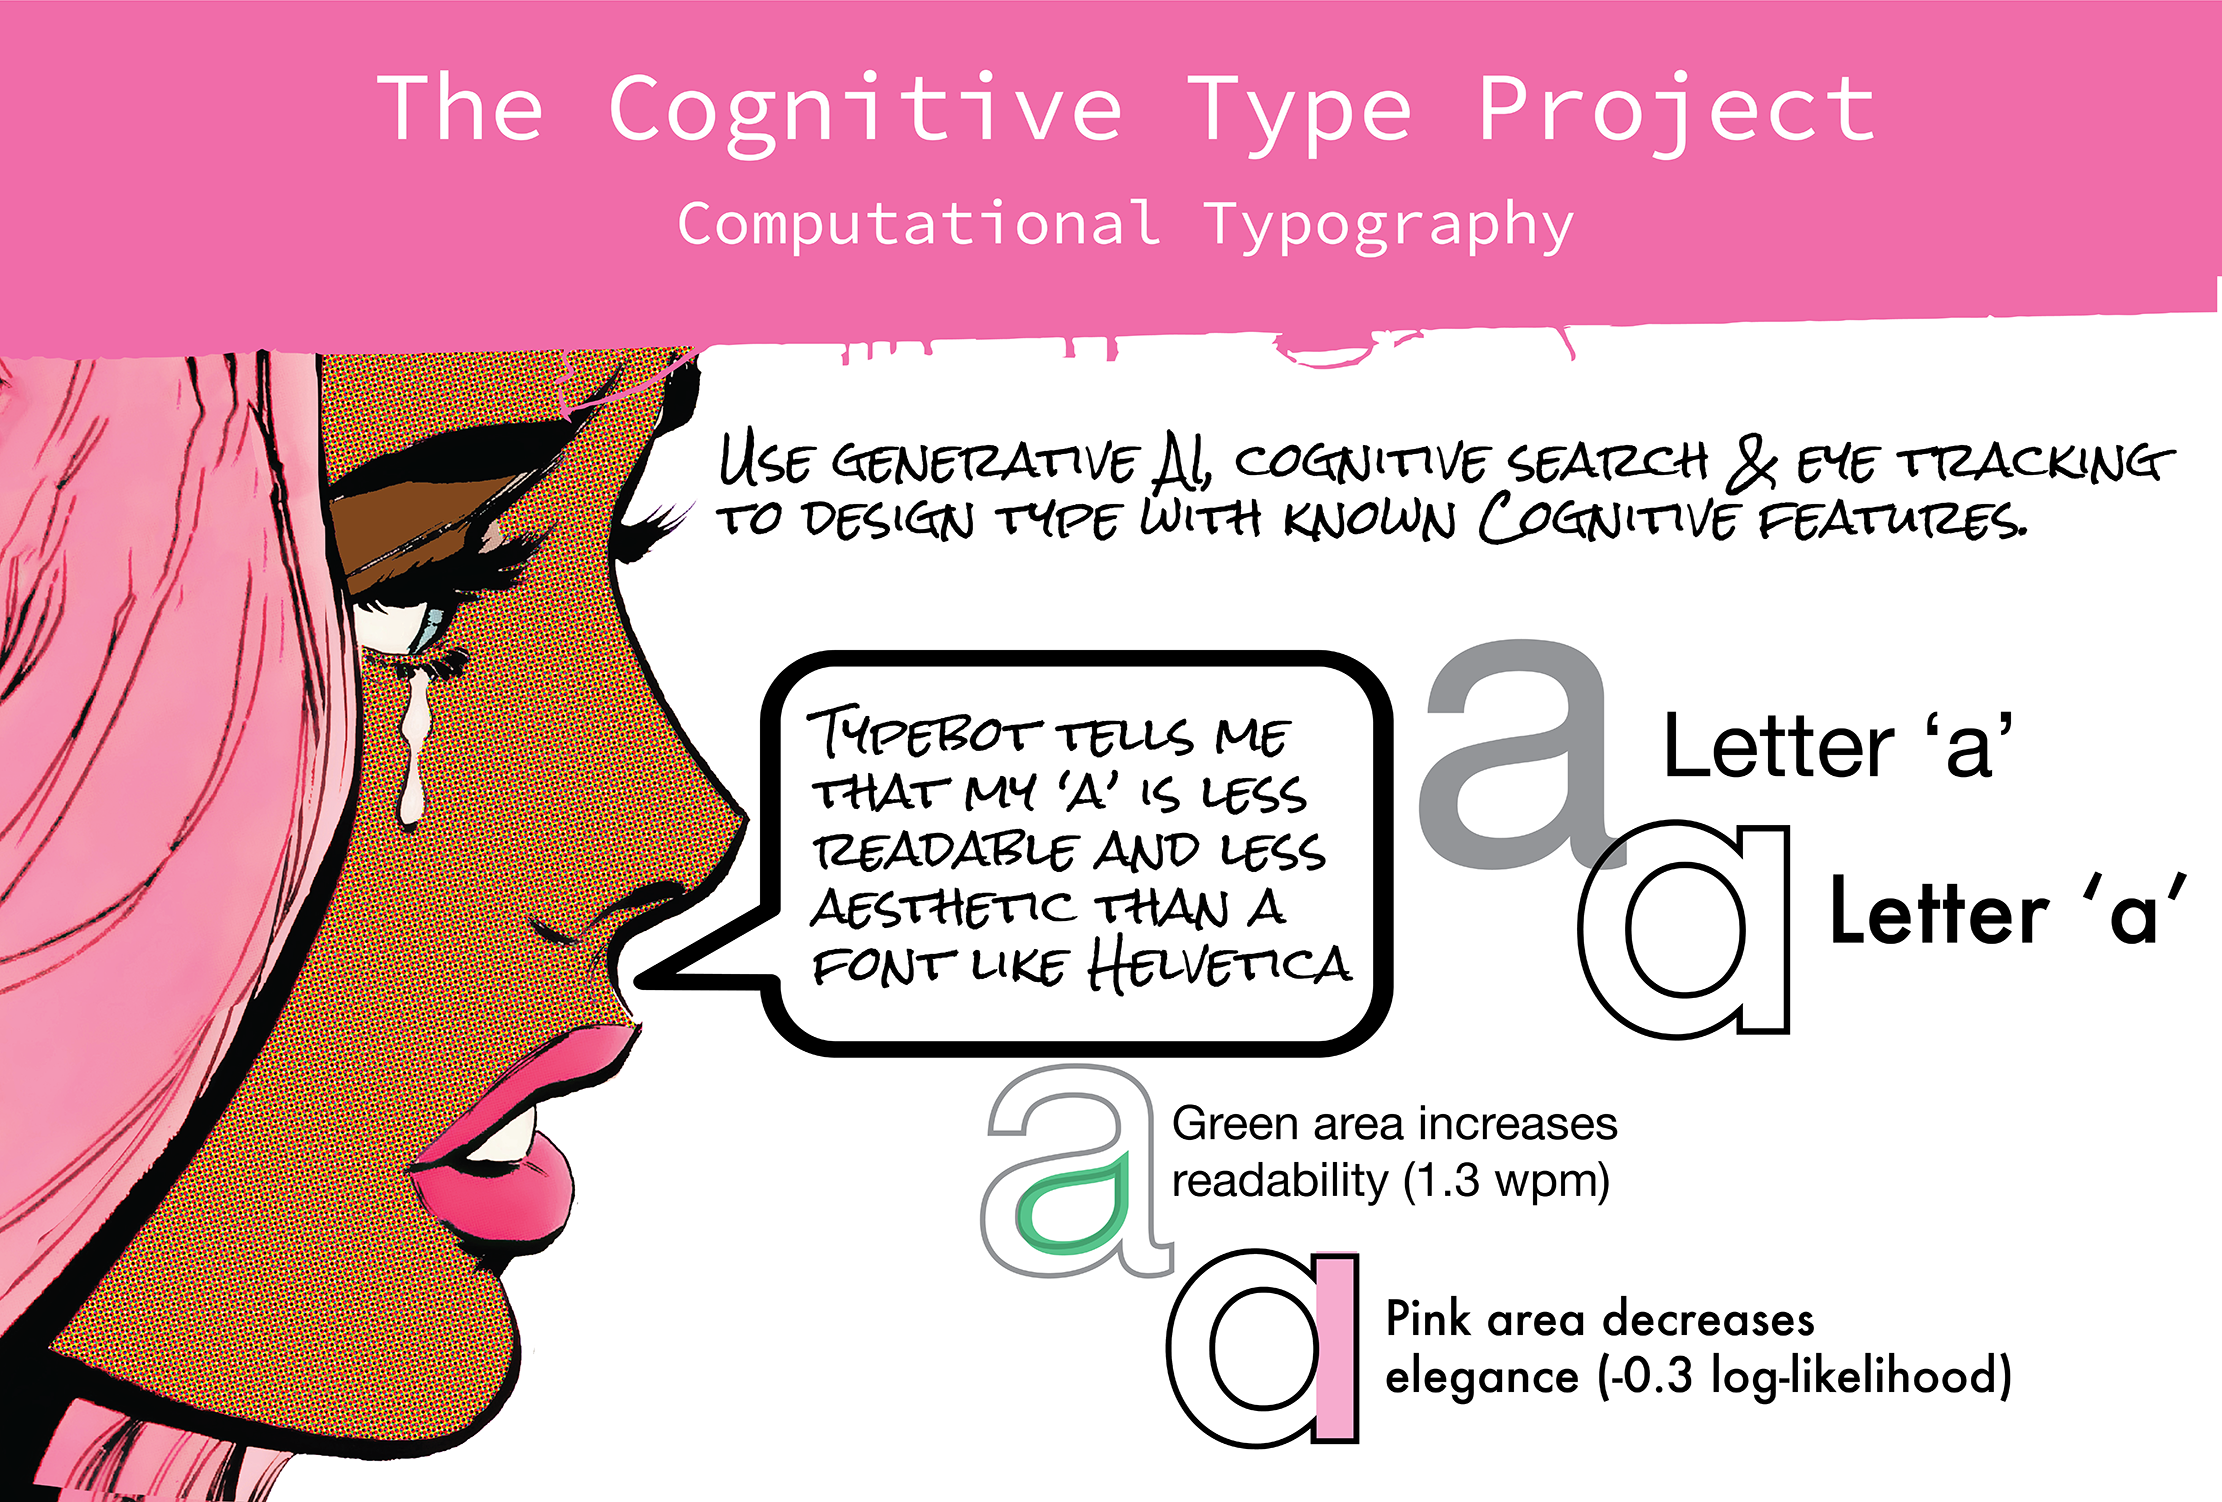 The Cognitive Type Project
Computational Typography
Use generative AI, cognitive search & eye tracking
to design type with known Cognitive features.
Typebot tells me
that my ‘a’ is less
readable and less
aesthetic than a
font like Helvetica
a
Letter ‘a’
a
Letter ‘a’
a
Green area increases
readability (1.3 wpm)
a
Pink area decreases
elegance (-0.3 log-likelihood)